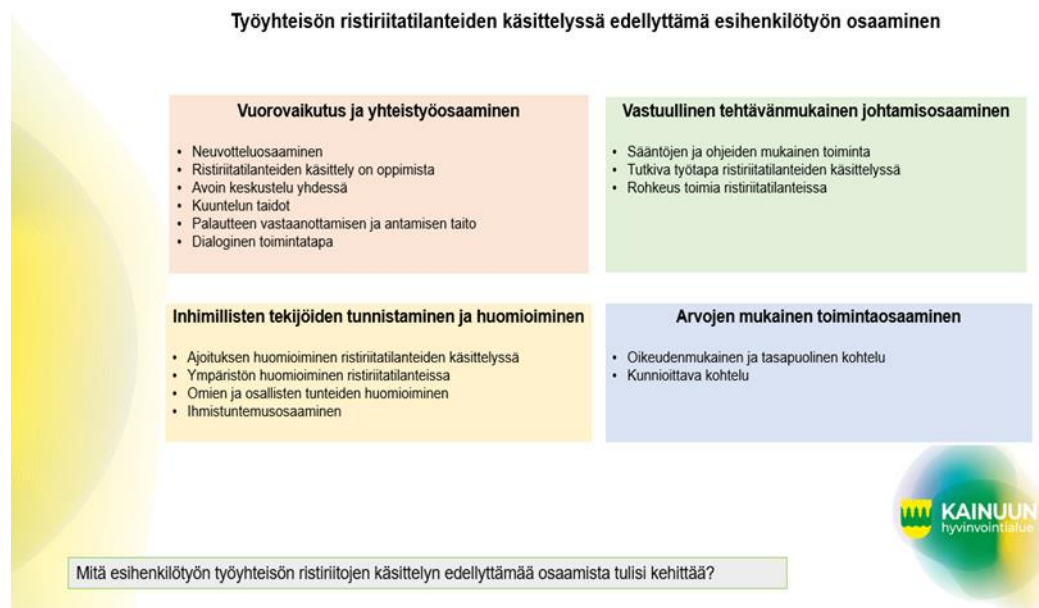 Työyhteisön ristiriitatilanteiden käsittelyssä edellyttämä esihenkilötyön osaaminen
Vuorovaikutus ja yhteistyöosaaminen
• Neuvotteluosaaminen
• Ristiriitatilanteiden käsittely on oppimista
• Avoin keskustelu yhdessä
• Kuuntelun taidot
• Palautteen vastaanottamisen ja antamisen taito
• Dialoginen toimintatapa
Vastuullinen tehtävänmukainen johtamisosaaminen
• Sääntöjen ja ohjeiden mukainen toiminta
• Tutkiva työtapa ristiriitatilanteiden käsittelyssä
• Rohkeus toimia ristiriitatilanteissa
Inhimillisten tekijöiden tunnistaminen ja huomioiminen
• Ajoituksen huomioiminen ristiriitatilanteiden käsittelyssä
• Ympäristön huomioiminen ristiriitatilanteissa
• Omien ja osallisten tunteiden huomioiminen
• Ihmistuntemusosaaminen
Arvojen mukainen toimintaosaaminen
• Oikeudenmukainen ja tasapuolinen kohtelu
• Kunnioittava kohtelu
KAINUUN
hyvinvointialue
Mitä esihenkilötyön työyhteisön ristiriitojen käsittelyn edellyttämää osaamista tulisi kehittää?